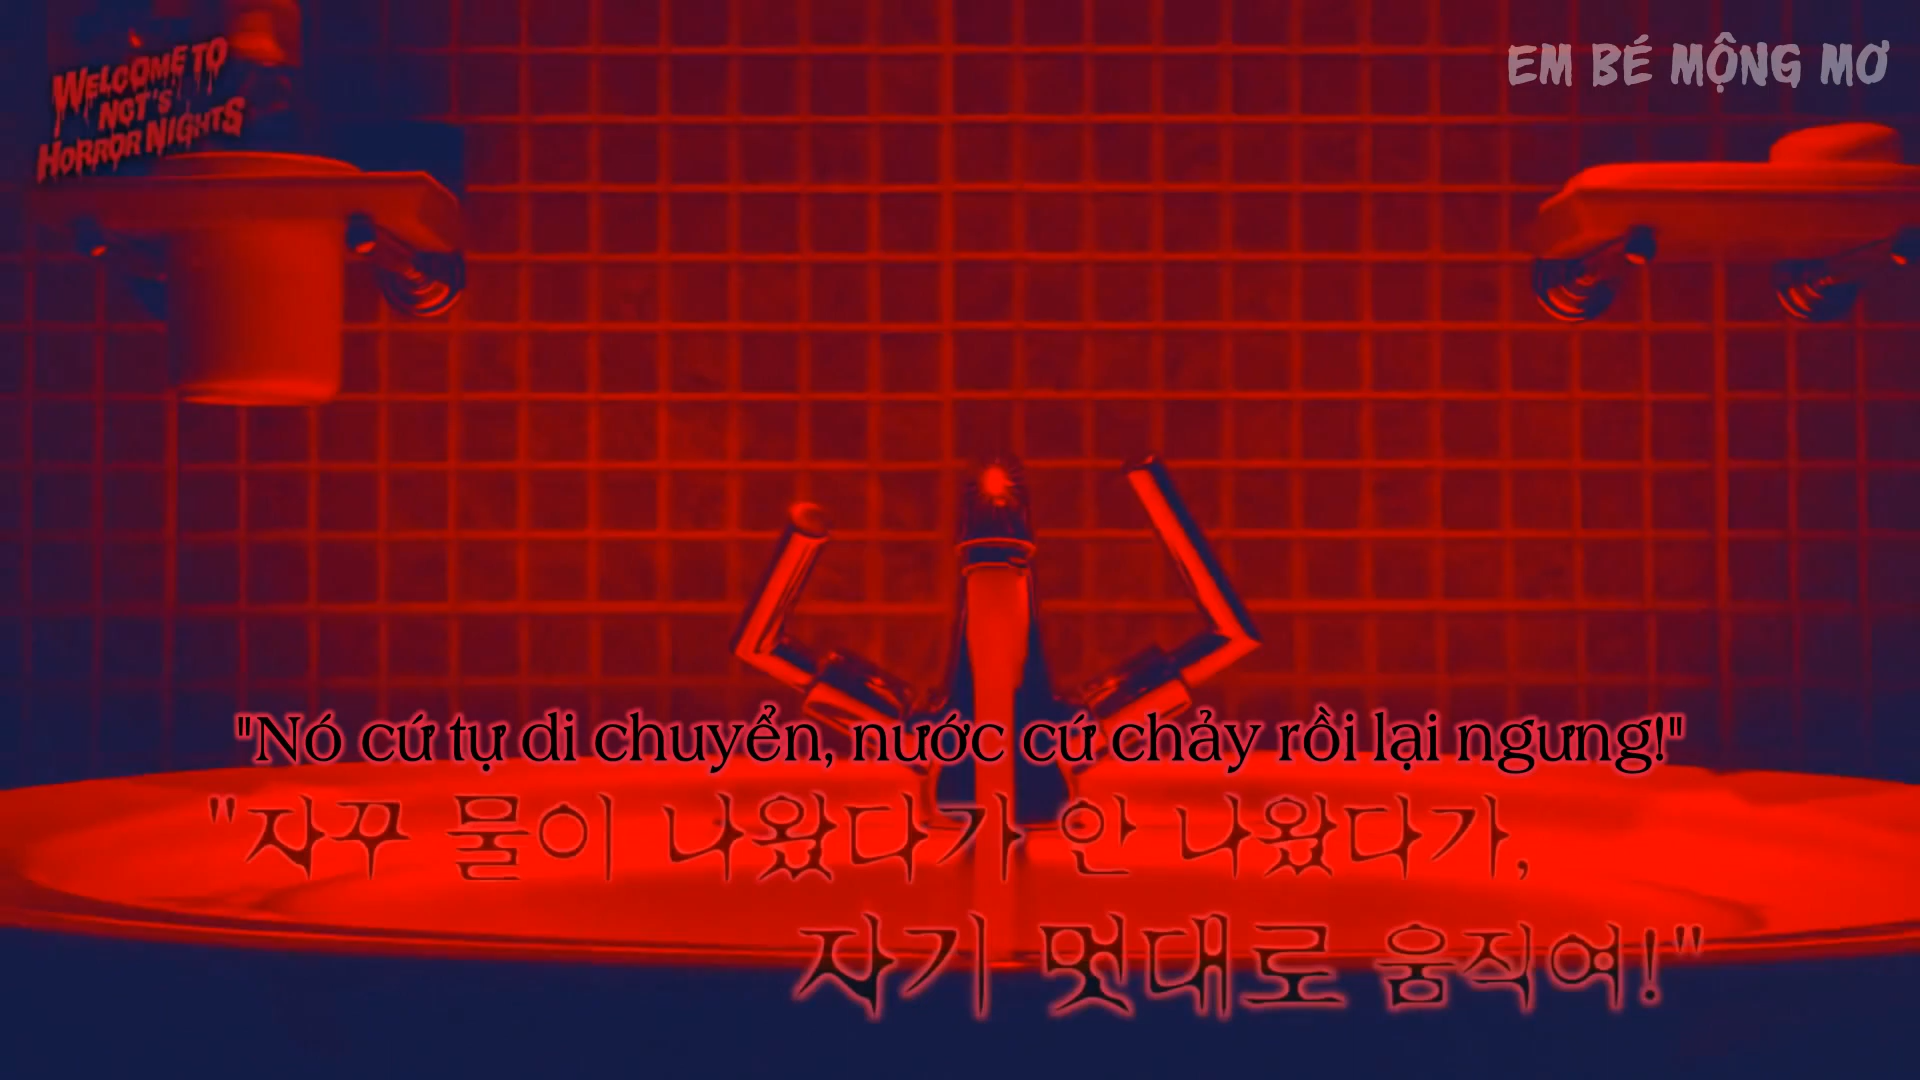 WELCOME TO
NCT's
HORROR NIGHTS
EM BÉ MỘNG MƠ
"Nó cứ tự di chuyển, nước cứ chảy rồi lại ngưng!"
"자꾸 물이 나왔다가 안 나왔다가,
자기 멋대로 움직여!"